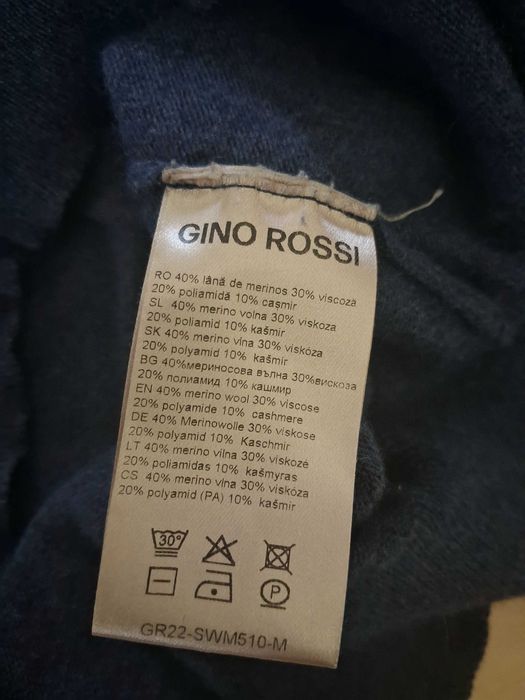 GINO ROSSI
RO 40% lână de merinos 30% viscoză
20% poliamidă 10% cașmir
SL 40% merino volna 30% viskoza
20% poliamid 10% kašmir
SK 40% merino vlna 30% viskóza
20% polyamid 10% kašmír
BG 40%мериносова вълна 30%вискоза
20% полиамид 10% кашмир
EN 40% merino wool 30% viscose
20% polyamide 10% cashmere
DE 40% Merinowolle 30% viskose
20% polyamid 10% Kaschmir
LT 40% merino vilna 30% viskozė
20% poliamidas 10% kašmyras
CS 40% merino vlna 30% viskóza
20% polyamid (PA) 10% kašmír
30°
P
GR22-SWM510-M